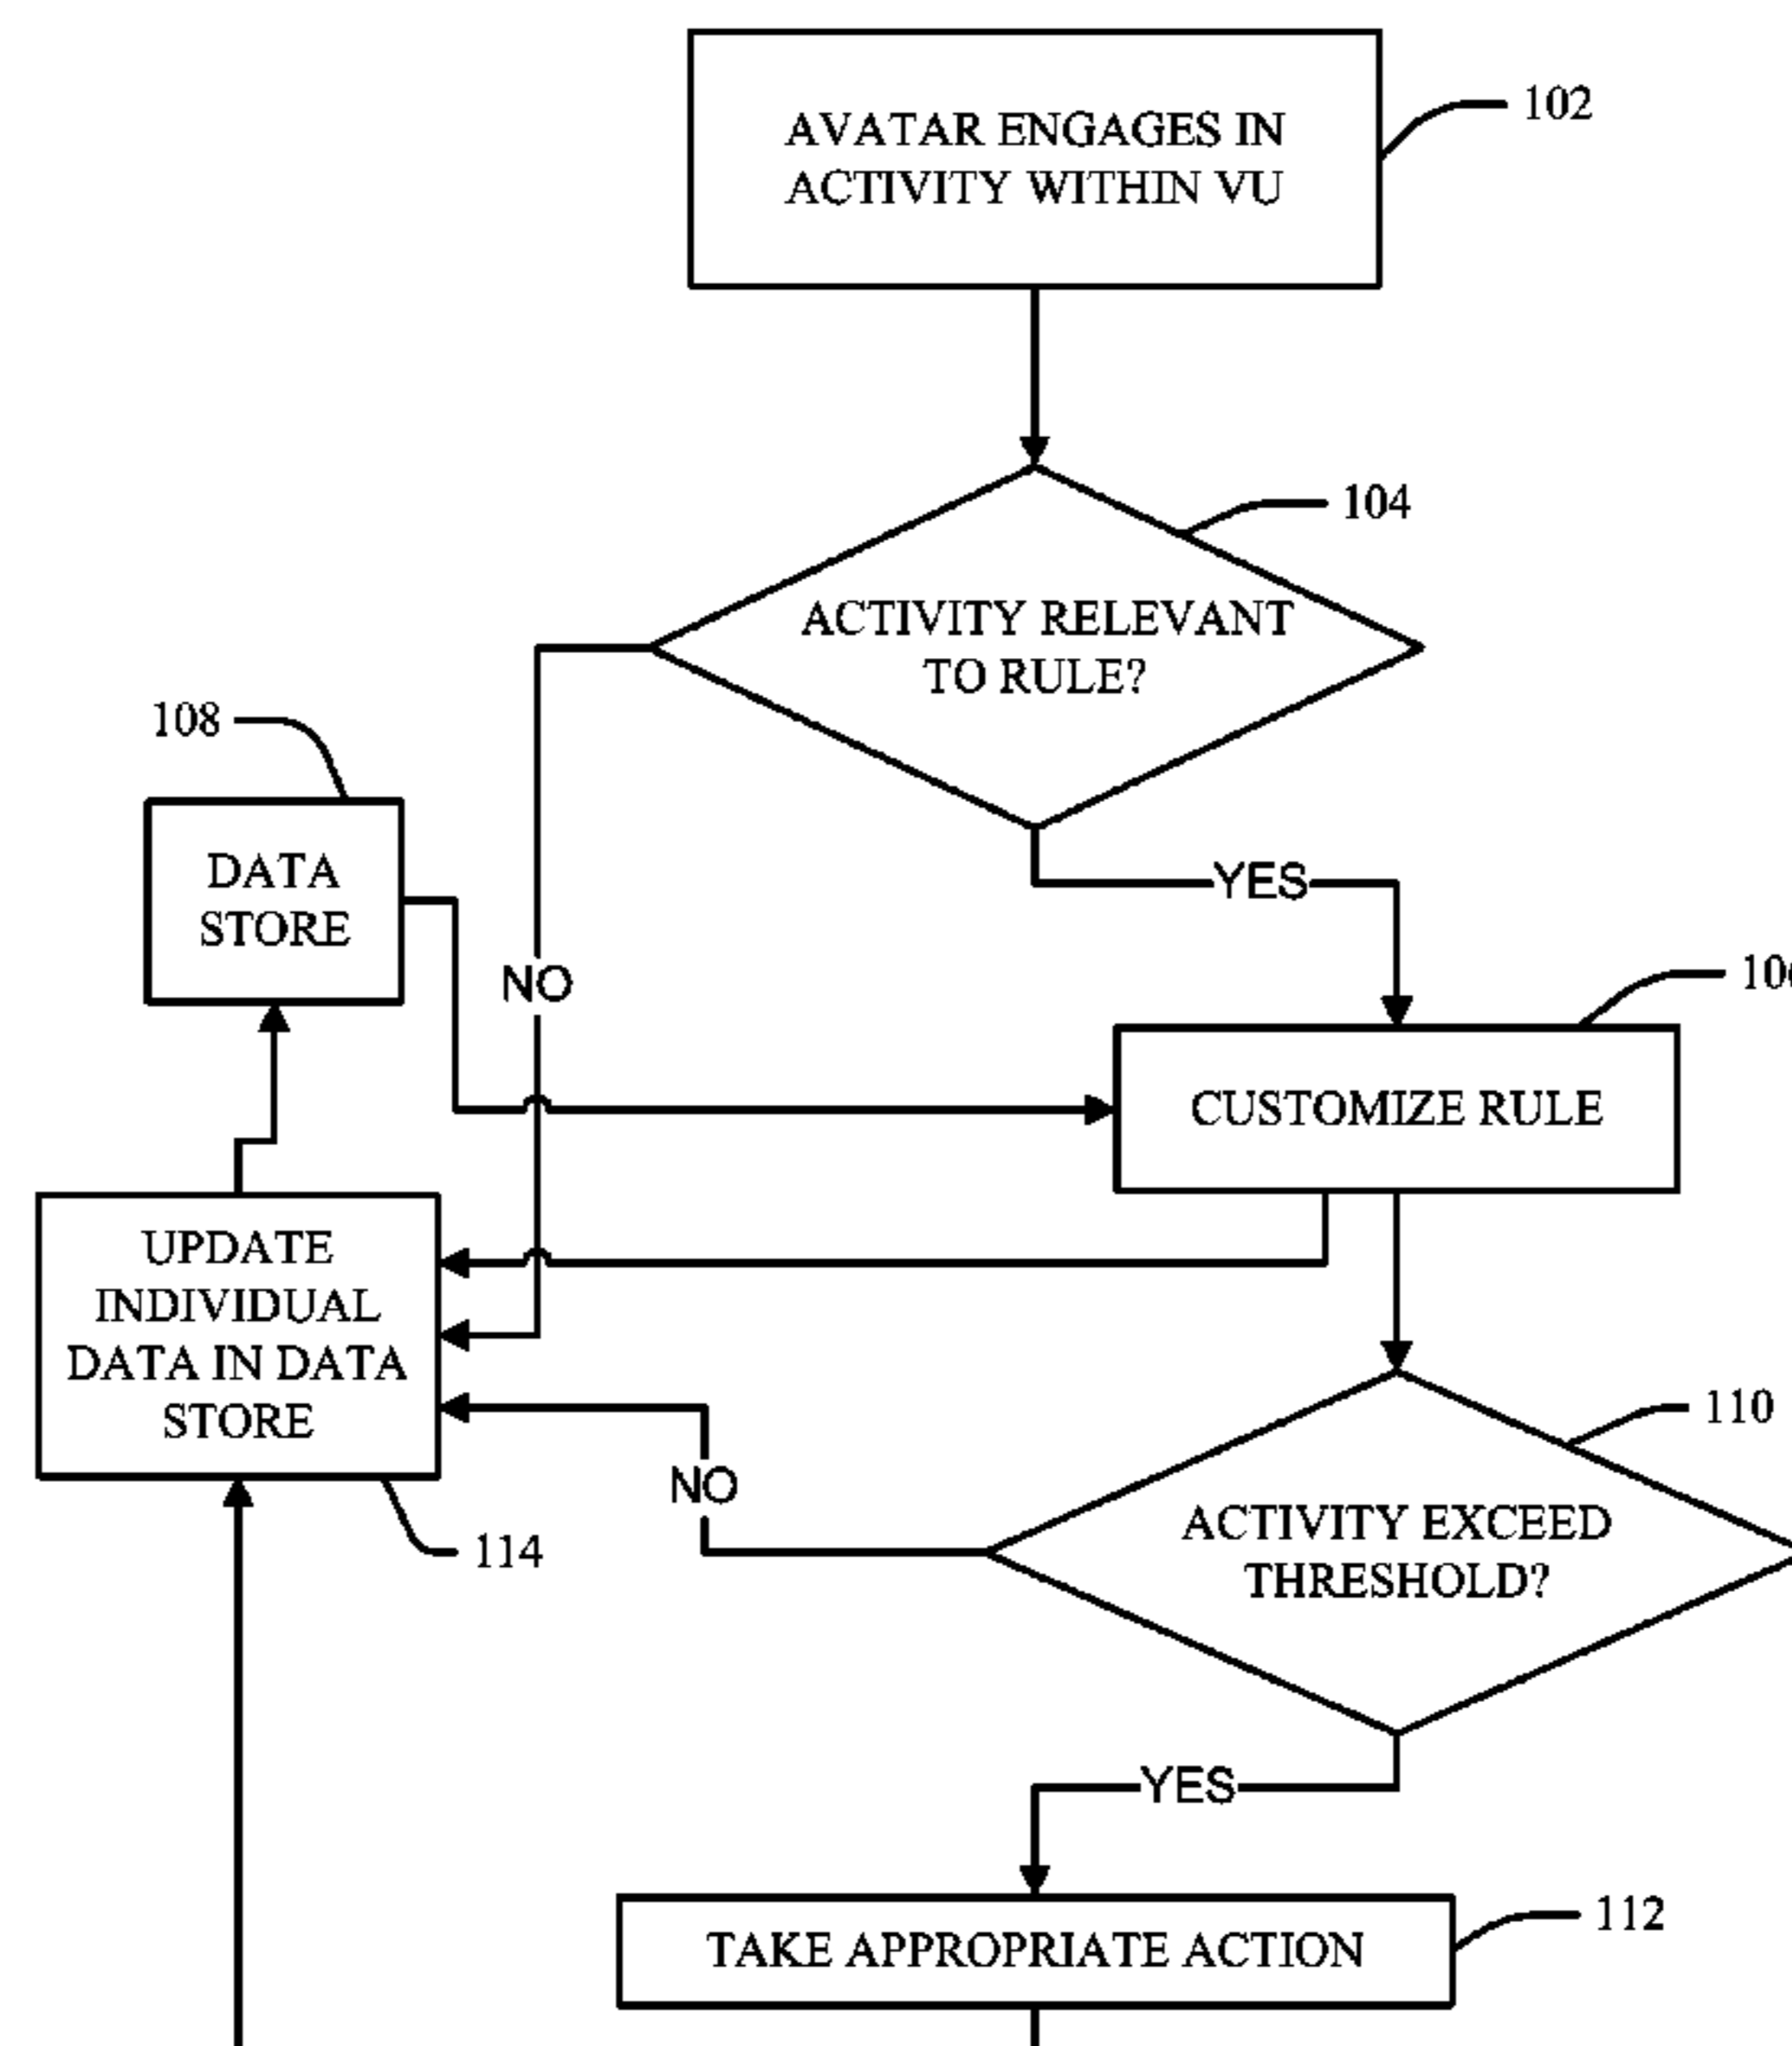 AVATAR ENGAGES IN
ACTIVITY WITHIN VU
102
104
ACTIVITY RELEVANT
TO RULE?
108
DATA
STORE
YES
NO
CUSTOMIZE RULE
UPDATE
INDIVIDUAL
DATA IN DATA
STORE
110
NO
ACTIVITY EXCEED
THRESHOLD?
114
YES
112
TAKE APPROPRIATE ACTION